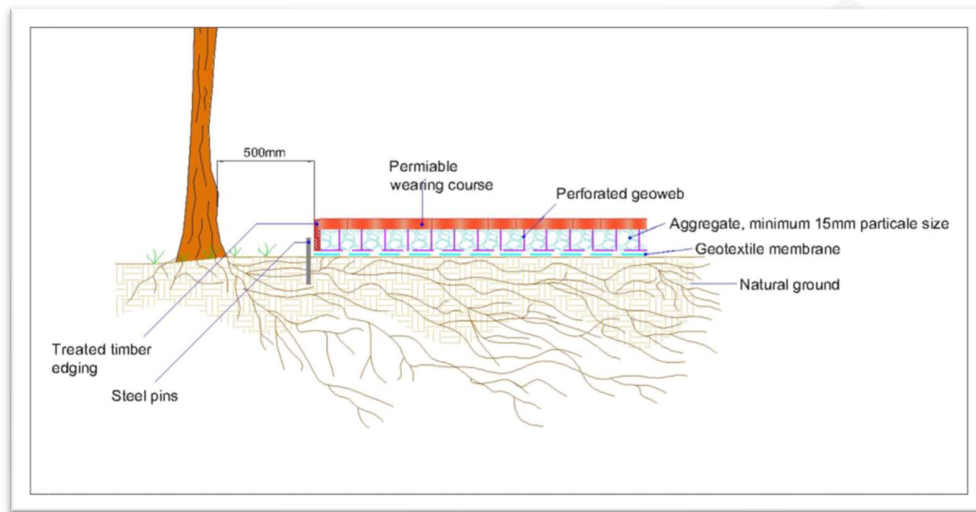 500mm
Permiable
wearing course
Perforated geoweb
Aggregate, minimum 15mm particale size
Geotextile membrane
Natural ground
Treated timber
edging
Steel pins